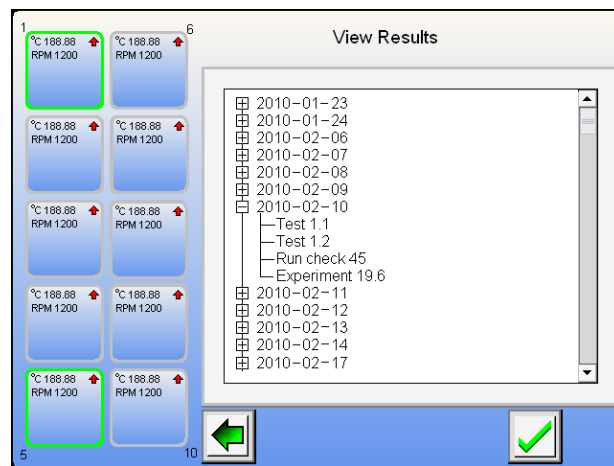 1
6
°C 188.88
RPM 1200
°C 188.88
RPM 1200
°C 188.88
RPM 1200
°C 188.88
RPM 1200
°C 188.88
RPM 1200
°C 188.88
RPM 1200
°C 188.88
RPM 1200
°C 188.88
RPM 1200
°C 188.88
RPM 1200
°C 188.88
RPM 1200
5
10
View Results
2010-01-23
2010-01-24
2010-02-06
2010-02-07
2010-02-08
2010-02-09
2010-02-10
Test 1.1
Test 1.2
Run check 45
Experiment 19.6
2010-02-11
2010-02-12
2010-02-13
2010-02-14
2010-02-17